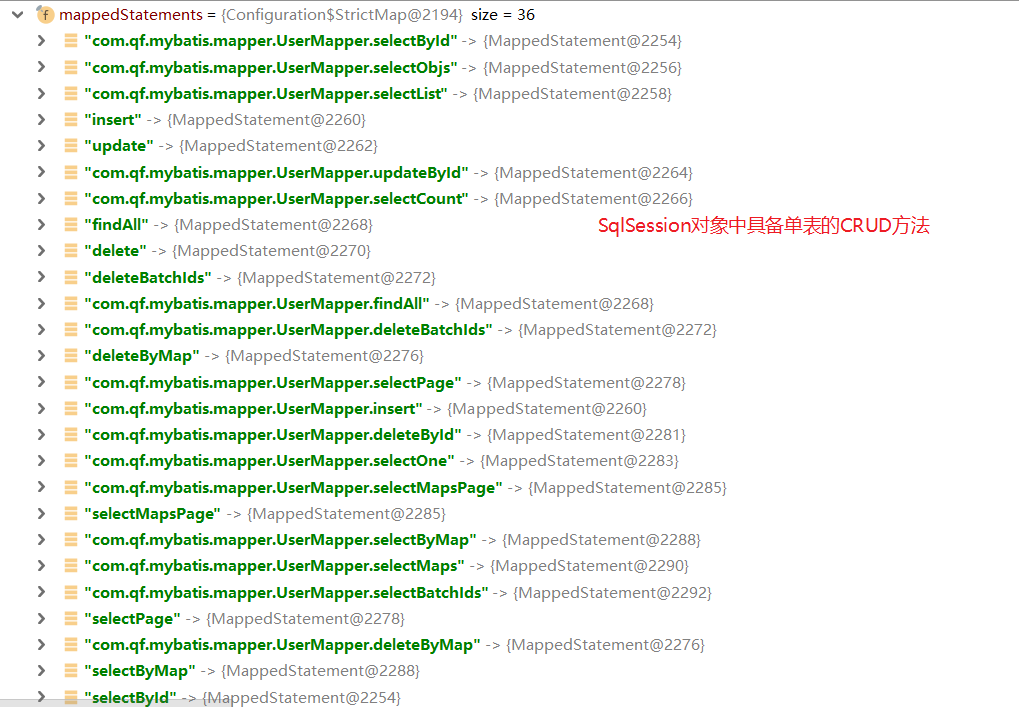 mappedStatements = {Configuration$StrictMap@2194} size = 36
"com.qf.mybatis.mapper.UserMapper.selectById" -> {MappedStatement@2254}
"com.qf.mybatis.mapper.UserMapper.selectObjs" -> {MappedStatement@2256}
"com.qf.mybatis.mapper.UserMapper.selectList" -> {MappedStatement@2258}
"insert" -> {MappedStatement@2260}
"update" -> {MappedStatement@2262}
"com.qf.mybatis.mapper.UserMapper.updateById" -> {MappedStatement@2264}
"com.qf.mybatis.mapper.UserMapper.selectCount" -> {MappedStatement@2266}
"findAll" -> {MappedStatement@2268}
SqlSession对象中具备单表的CRUD方法
"delete" -> {MappedStatement@2270}
"deleteBatchIds" -> {MappedStatement@2272}
"com.qf.mybatis.mapper.UserMapper.findAll" -> {MappedStatement@2268}
"com.qf.mybatis.mapper.UserMapper.deleteBatchIds" -> {MappedStatement@2272}
"deleteByMap" -> {MappedStatement@2276}
"com.qf.mybatis.mapper.UserMapper.selectPage" -> {MappedStatement@2278}
"com.qf.mybatis.mapper.UserMapper.insert" -> {MappedStatement@2260}
"com.qf.mybatis.mapper.UserMapper.deleteById" -> {MappedStatement@2281}
"com.qf.mybatis.mapper.UserMapper.selectOne" -> {MappedStatement@2283}
"com.qf.mybatis.mapper.UserMapper.selectMapsPage" -> {MappedStatement@2285}
"selectMapsPage" -> {MappedStatement@2285}
"com.qf.mybatis.mapper.UserMapper.selectByMap" -> {MappedStatement@2288}
"com.qf.mybatis.mapper.UserMapper.selectMaps" -> {MappedStatement@2290}
"com.qf.mybatis.mapper.UserMapper.selectBatchIds" -> {MappedStatement@2292}
"selectPage" -> {MappedStatement@2278}
"com.qf.mybatis.mapper.UserMapper.deleteByMap" -> {MappedStatement@2276}
"selectByMap" -> {MappedStatement@2288}
"selectById" -> {MappedStatement@2254}